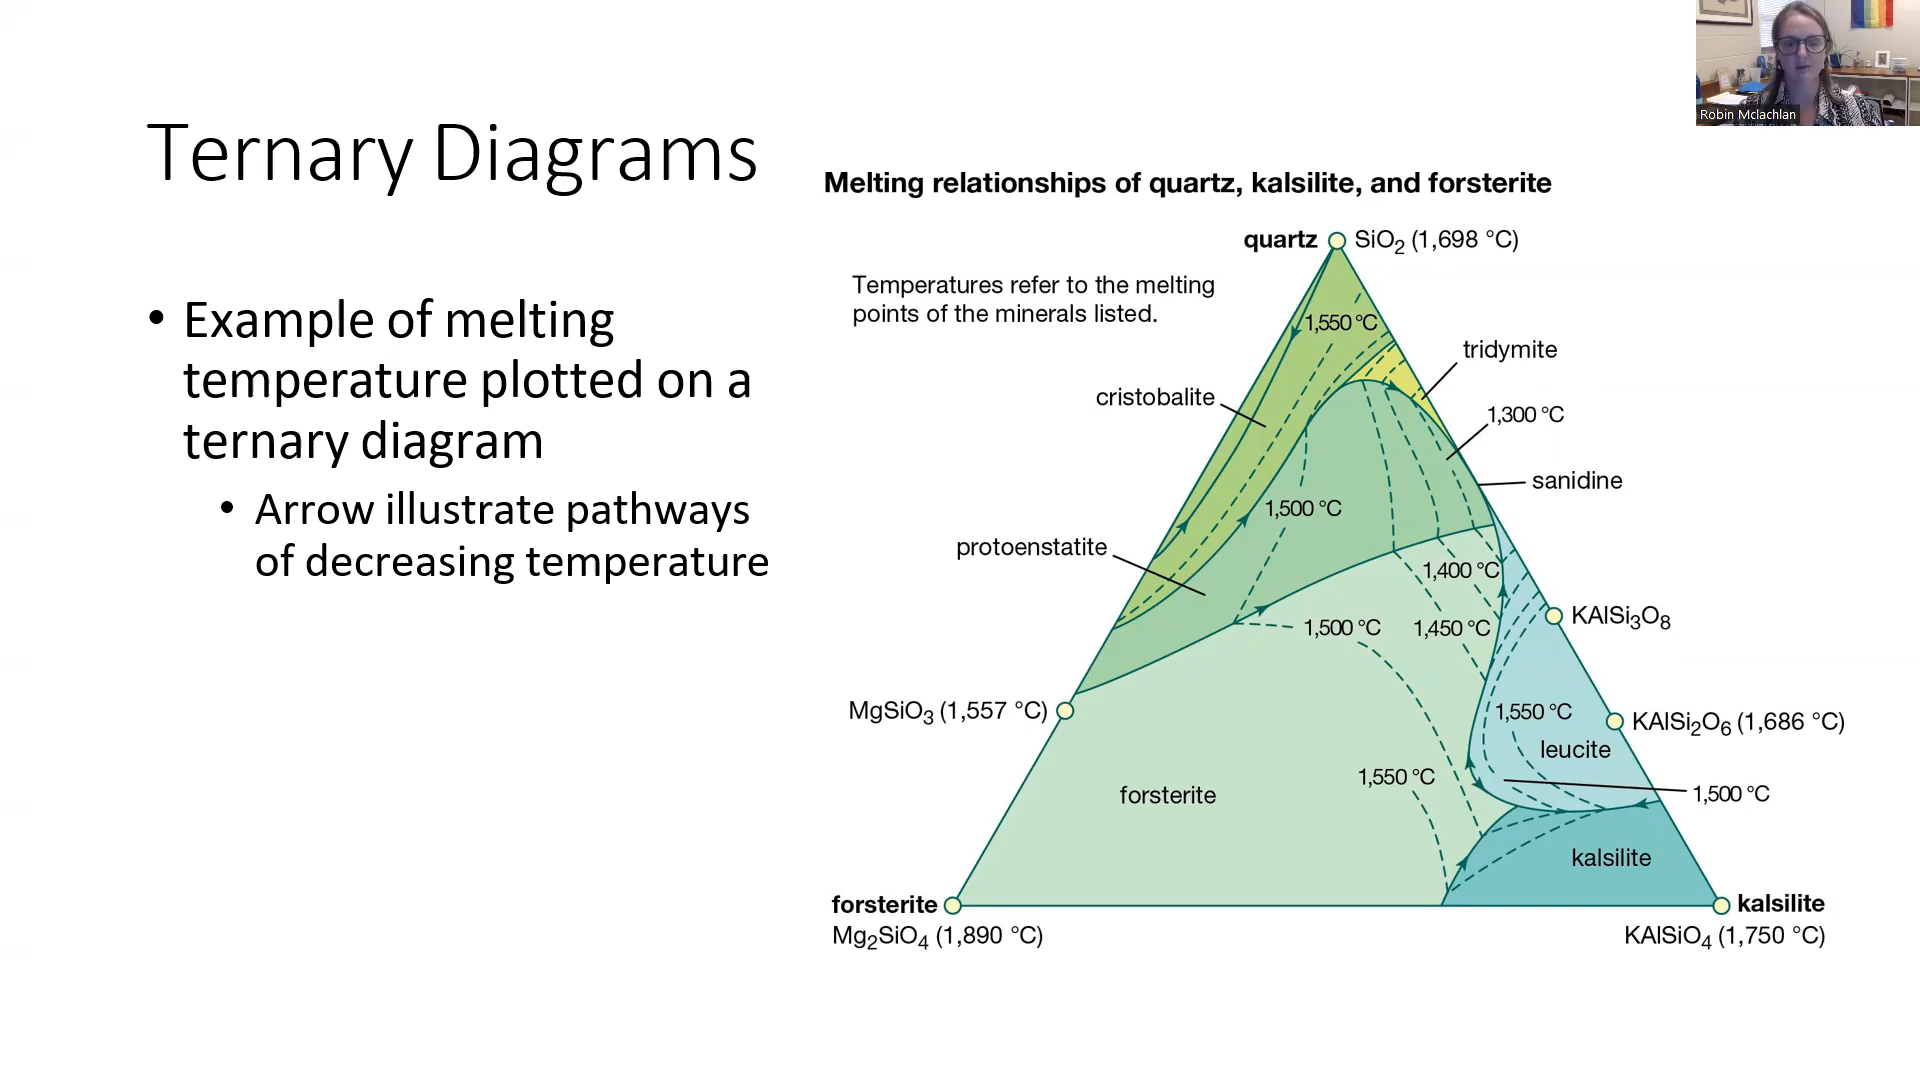 Robin Mclachlan
Ternary Diagrams
• Example of melting
temperature plotted on a
ternary diagram
• Arrow illustrate pathways
of decreasing temperature
Melting relationships of quartz, kalsilite, and forsterite
quartz SiO₂ (1,698 °C)
Temperatures refer to the melting
points of the minerals listed.
1,550 °C
tridymite
cristobalite
1,300 °C
sanidine
1,500 °C
protoenstatite
1,400 °C
KAlSi₃O₈
1,500 °C
1,450 °C
MgSiO₃ (1,557 °C)
1,550 °C
KAlSi₂O₆ (1,686 °C)
leucite
1,550 °C
1,500 °C
forsterite
kalsilite
forsterite
Mg₂SiO₄ (1,890 °C)
kalsilite
KAlSiO₄ (1,750 °C)